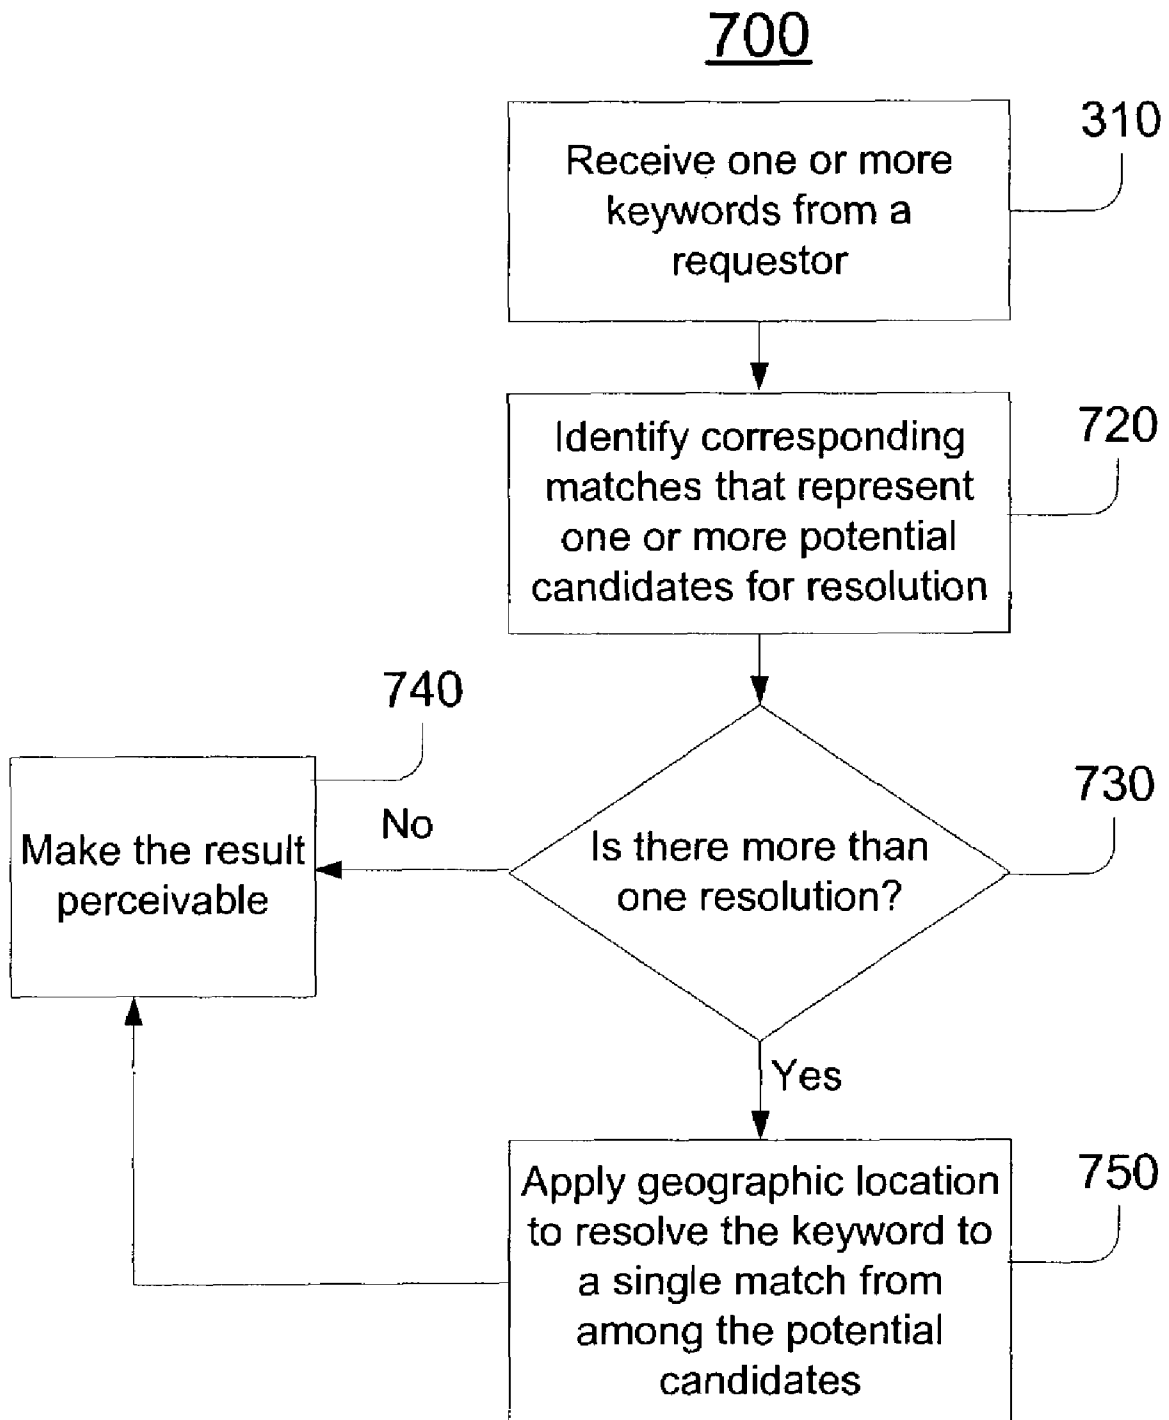 700
310
Receive one or more
keywords from a
requestor
720
Identify corresponding
matches that represent
one or more potential
candidates for resolution
740
730
No
Make the result
perceivable
Is there more than
one resolution?
Yes
750
Apply geographic location
to resolve the keyword to
a single match from
among the potential
candidates